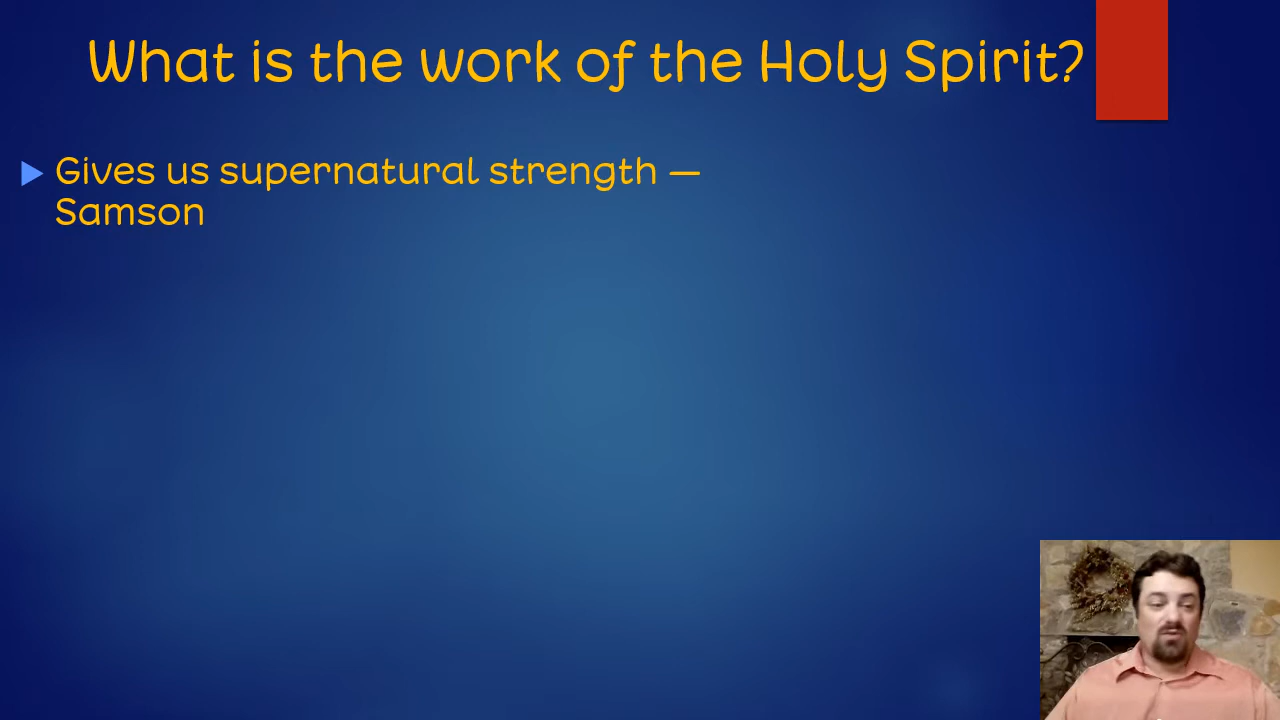 What is the work of the Holy Spirit?
Gives us supernatural strength —
Samson